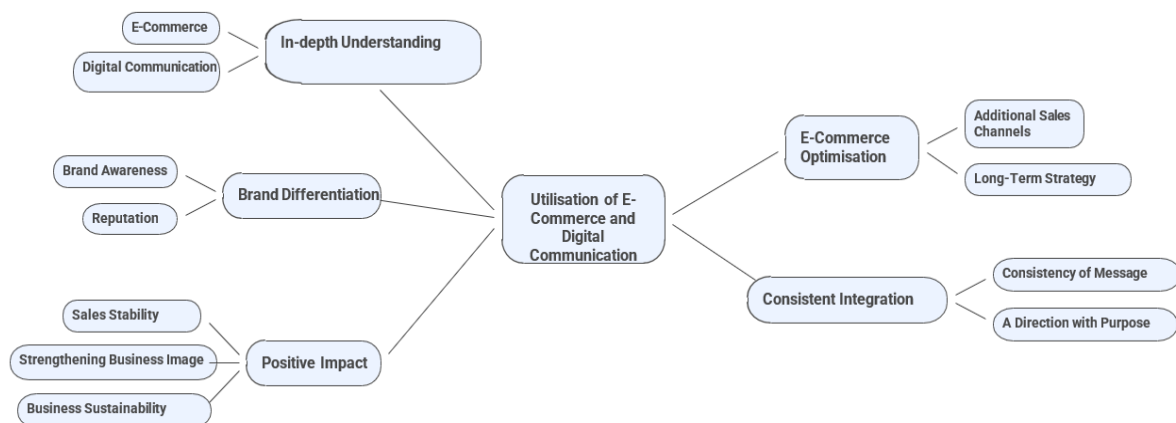 E-Commerce
Digital Communication
In-depth Understanding
Brand Awareness
Reputation
Brand Differentiation
Sales Stability
Strengthening Business Image
Business Sustainability
Positive Impact
Utilisation of E-
Commerce and
Digital
Communication
E-Commerce
Optimisation
Additional Sales
Channels
Long-Term Strategy
Consistent Integration
Consistency of Message
A Direction with Purpose